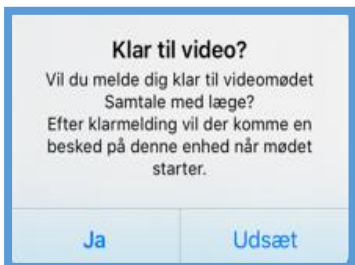 Klar til video?
Vil du melde dig klar til videomødet
Samtale med læge?
Efter klarmelding vil der komme en
besked på denne enhed når mødet
starter.
Ja
Udsæt